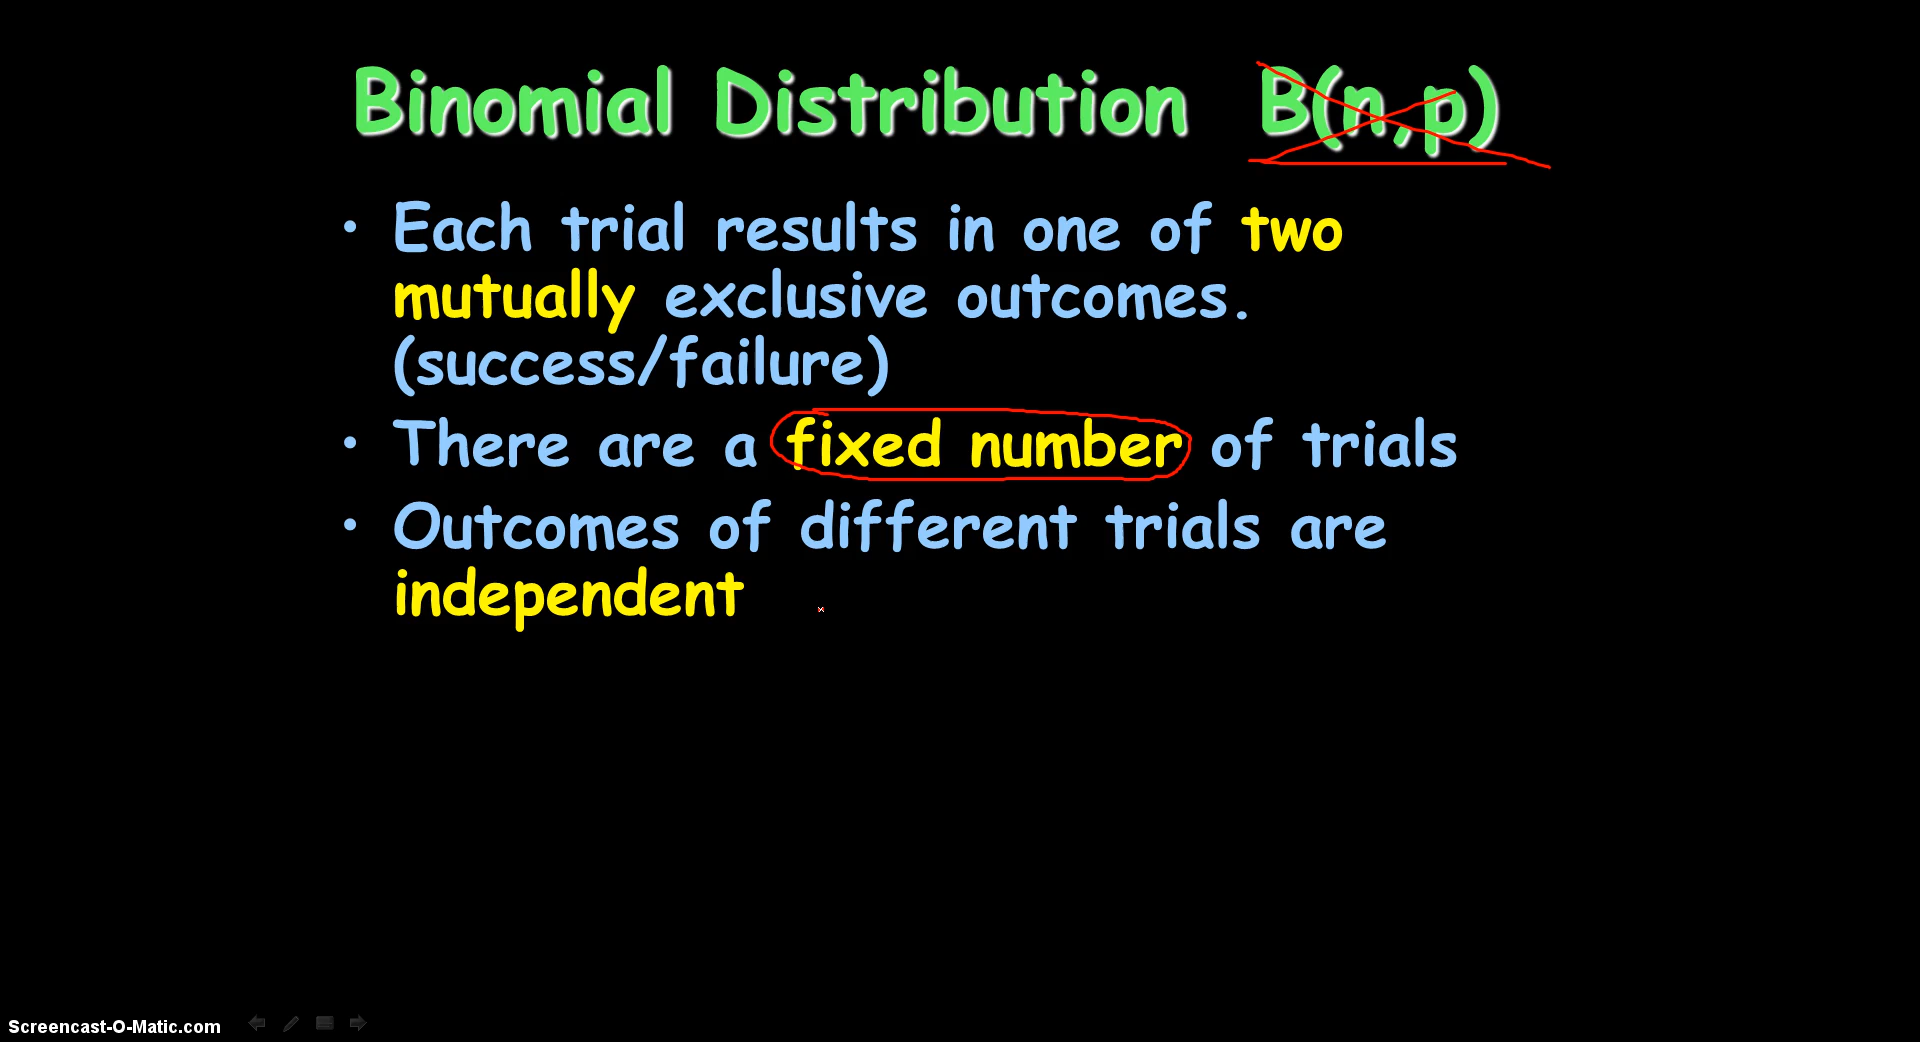 Binomial Distribution B(n,p)
• Each trial results in one of two
mutually exclusive outcomes.
(success/failure)
• There are a fixed number of trials
• Outcomes of different trials are
independent
Screencast-O-Matic.com